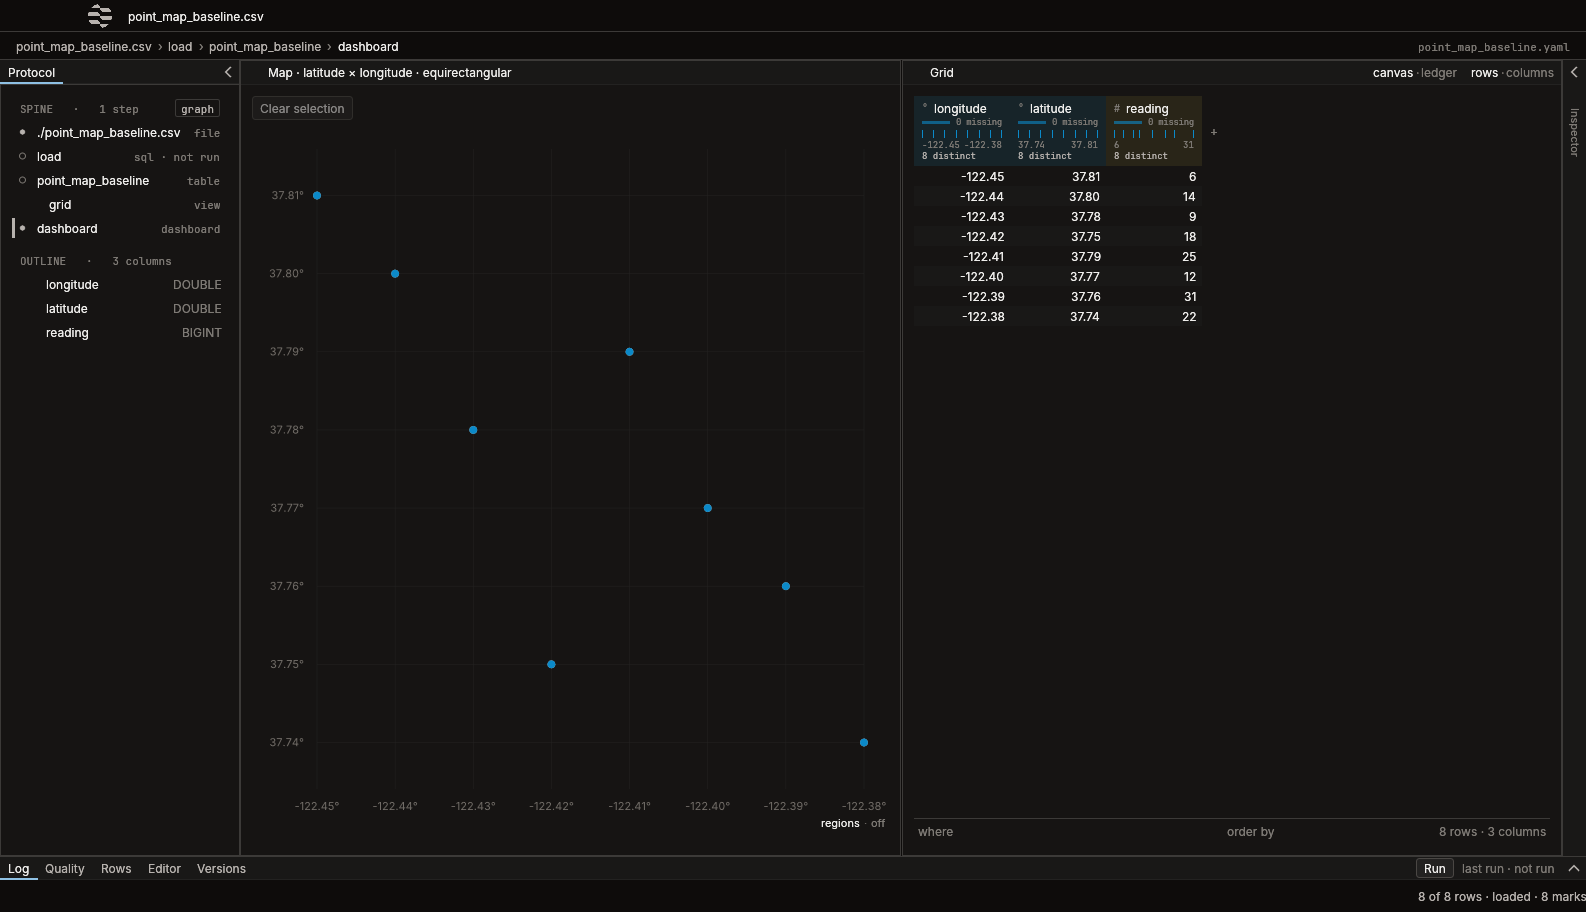 point_map_baseline.csv
point_map_baseline.csv › load › point_map_baseline › dashboard
point_map_baseline.yaml
Protocol
SPINE · 1 step graph
./point_map_baseline.csv file
load sql · not run
point_map_baseline table
grid view
dashboard dashboard
OUTLINE · 3 columns
longitude DOUBLE
latitude DOUBLE
reading BIGINT
Map · latitude × longitude · equirectangular
Clear selection
37.81°
37.80°
37.79°
37.78°
37.77°
37.76°
37.75°
37.74°
-122.45° -122.44° -122.43° -122.42° -122.41° -122.40° -122.39° -122.38°
regions · off
Grid
canvas · ledger rows · columns
° longitude ° latitude # reading
0 missing 0 missing 0 missing
+
-122.45 -122.38 37.74 37.81 6 31
8 distinct 8 distinct 8 distinct
-122.45 37.81 6
-122.44 37.80 14
-122.43 37.78 9
-122.42 37.75 18
-122.41 37.79 25
-122.40 37.77 12
-122.39 37.76 31
-122.38 37.74 22
where order by 8 rows · 3 columns
Inspector
Log Quality Rows Editor Versions
Run last run · not run
8 of 8 rows · loaded · 8 marks